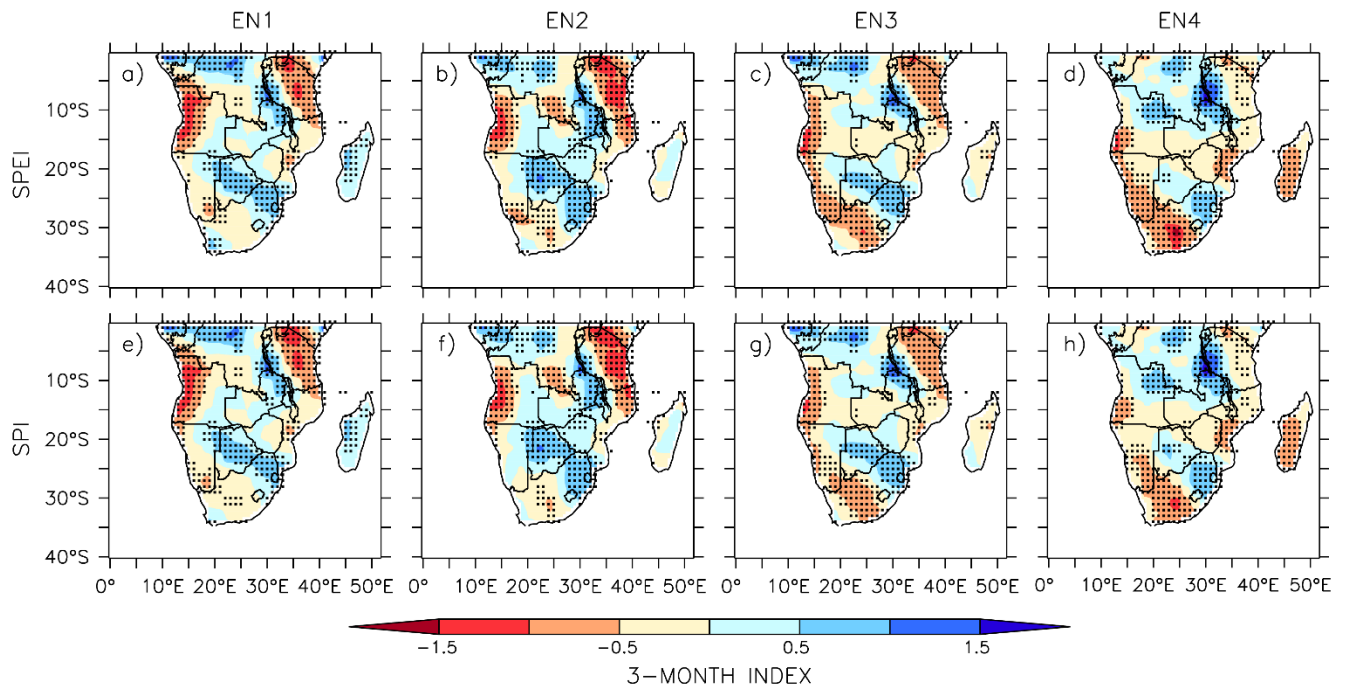 EN1 EN2 EN3 EN4
a) b) c) d)
SPEI
10°S
20°S
30°S
40°S
e) f) g) h)
SPI
10°S
20°S
30°S
40°S
0° 10°E 20°E 30°E 40°E 50°E 0° 10°E 20°E 30°E 40°E 50°E 0° 10°E 20°E 30°E 40°E 50°E 0° 10°E 20°E 30°E 40°E 50°E
−1.5 −0.5 0.5 1.5
3−MONTH INDEX